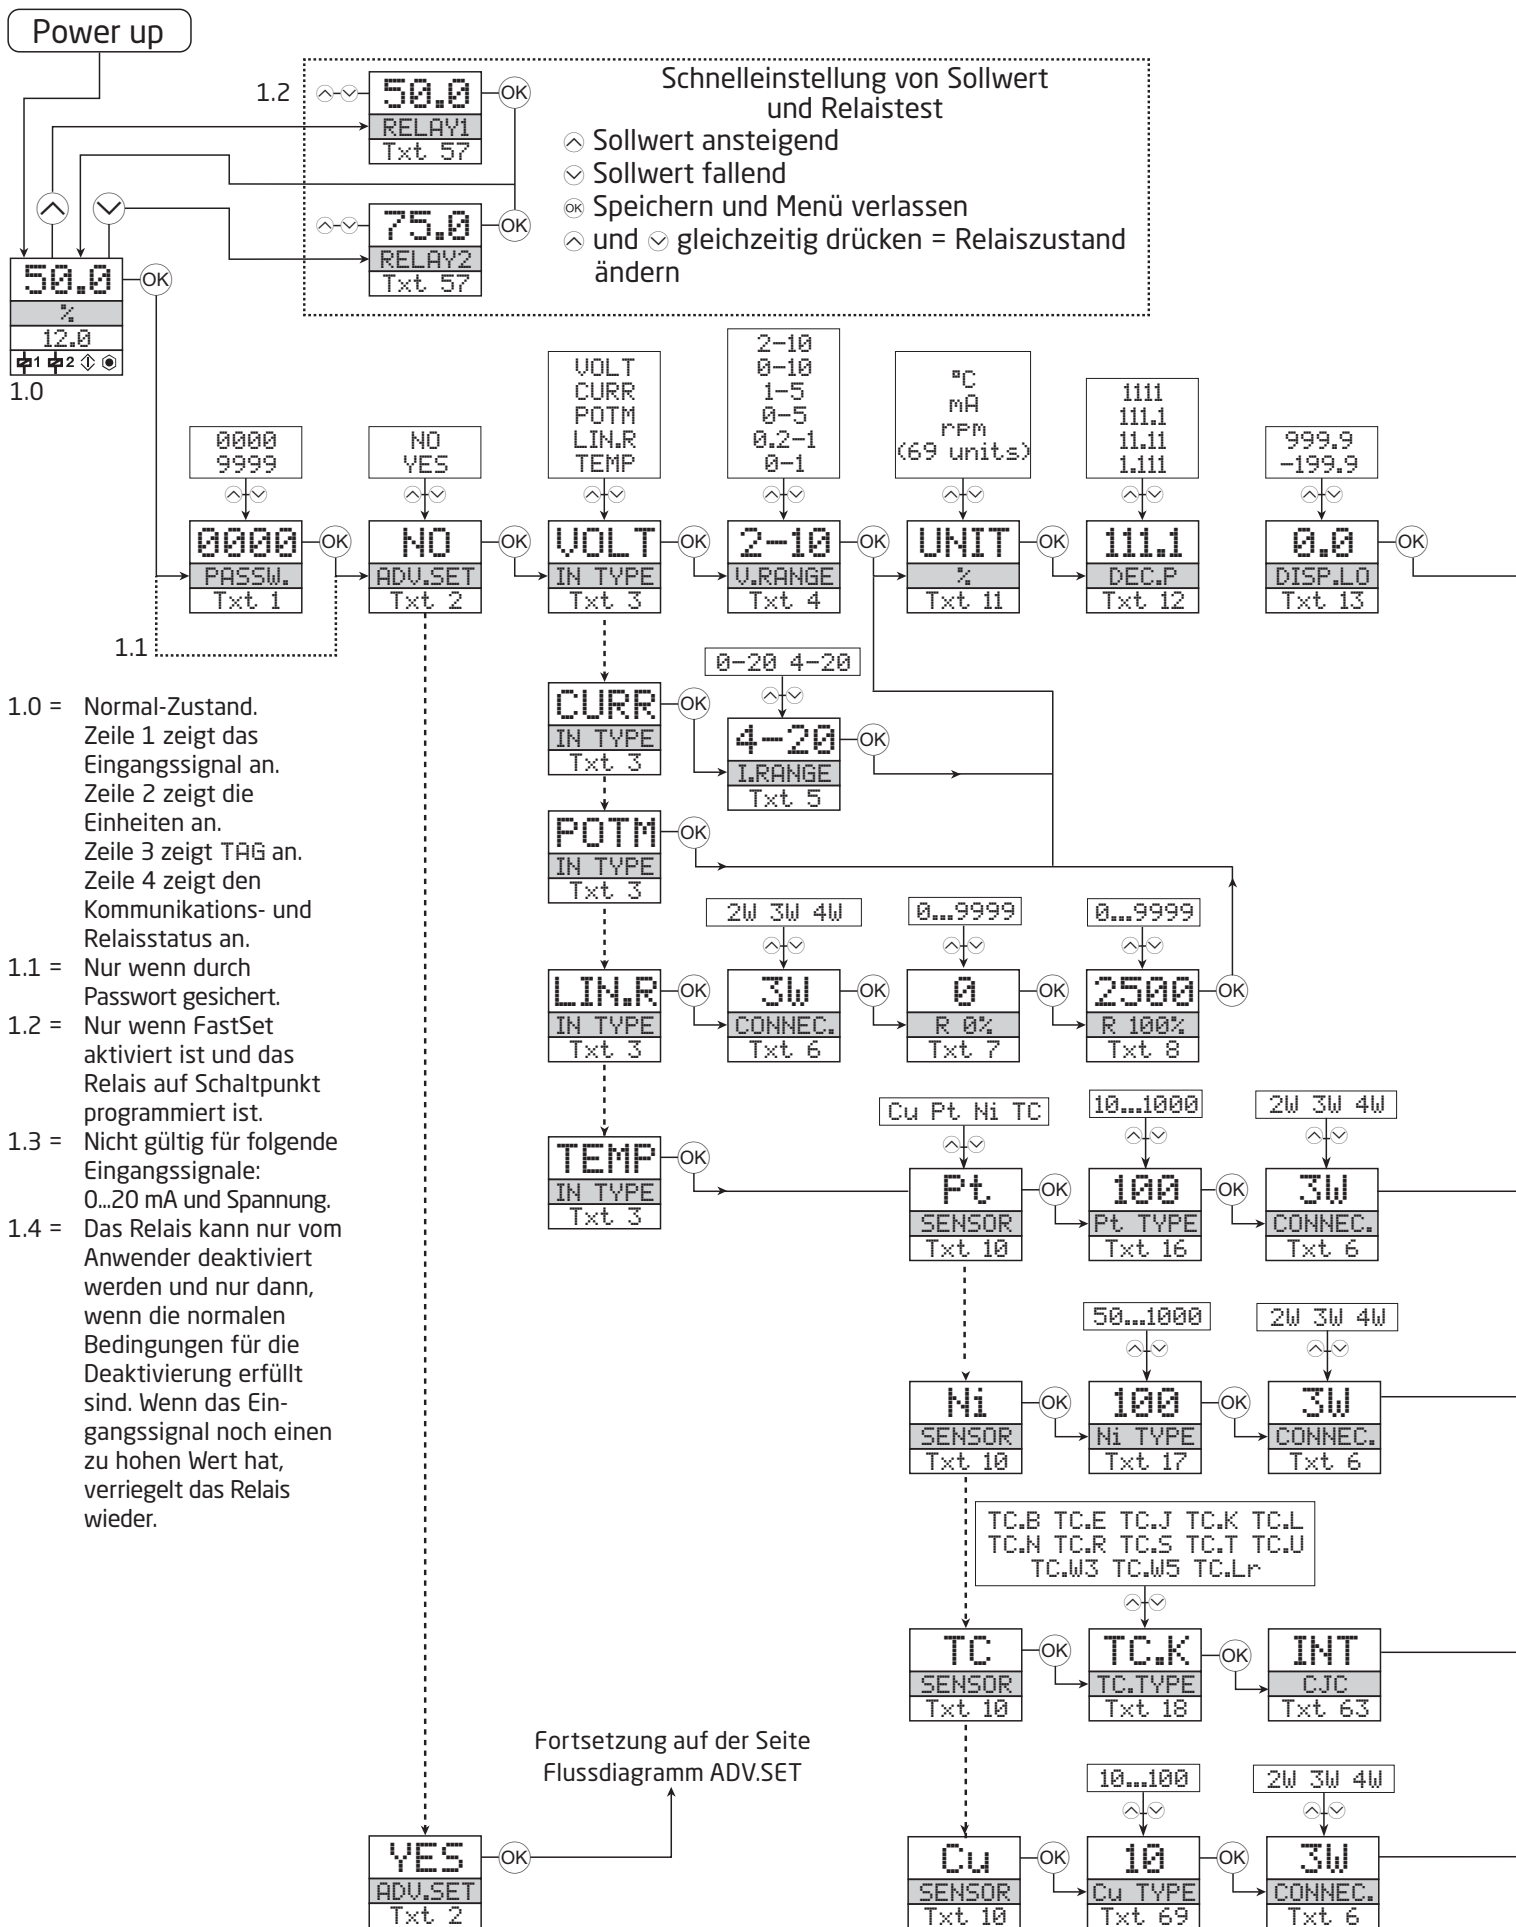 Power up
1.2
50.0
OK
RELAY1
Txt 57
75.0
OK
RELAY2
Txt 57
Schnelleinstellung von Sollwert
und Relaistest
Sollwert ansteigend
Sollwert fallend
OK Speichern und Menü verlassen
und gleichzeitig drücken = Relaiszustand
ändern
50.0
OK
%
12.0
1 2
1.0
0000
9999
NO
YES
VOLT
CURR
POTM
LIN.R
TEMP
2-10
0-10
1-5
0-5
0.2-1
0-1
°C
mA
rpm
(69 units)
1111
111.1
11.11
1.111
999.9
-199.9
0000
OK
PASSW.
Txt 1
NO
OK
ADV.SET
Txt 2
VOLT
OK
IN TYPE
Txt 3
2-10
OK
V.RANGE
Txt 4
UNIT
OK
%
Txt 11
111.1
DEC.P
Txt 12
0.0
OK
DISP.LO
Txt 13
1.1
0-20 4-20
CURR
OK
IN TYPE
Txt 3
4-20
OK
I.RANGE
Txt 5
POTM
OK
IN TYPE
Txt 3
2W 3W 4W
0...9999
0...9999
LIN.R
OK
IN TYPE
Txt 3
3W
OK
CONNEC.
Txt 6
0
OK
R 0%
Txt 7
2500
OK
R 100%
Txt 8
Cu Pt Ni TC
10...1000
2W 3W 4W
TEMP
OK
IN TYPE
Txt 3
Pt
OK
SENSOR
Txt 10
100
OK
Pt TYPE
Txt 16
3W
CONNEC.
Txt 6
50...1000
2W 3W 4W
Ni
OK
SENSOR
Txt 10
100
OK
Ni TYPE
Txt 17
3W
CONNEC.
Txt 6
TC.B TC.E TC.J TC.K TC.L
TC.N TC.R TC.S TC.T TC.U
TC.W3 TC.W5 TC.Lr
TC
OK
SENSOR
Txt 10
TC.K
OK
TC.TYPE
Txt 18
INT
CJC
Txt 63
10...100
2W 3W 4W
Cu
OK
SENSOR
Txt 10
10
OK
Cu TYPE
Txt 69
3W
CONNEC.
Txt 6
Fortsetzung auf der Seite
Flussdiagramm ADV.SET
YES
OK
ADV.SET
Txt 2
1.0 = Normal-Zustand.
Zeile 1 zeigt das
Eingangssignal an.
Zeile 2 zeigt die
Einheiten an.
Zeile 3 zeigt TAG an.
Zeile 4 zeigt den
Kommunikations- und
Relaisstatus an.
1.1 = Nur wenn durch
Passwort gesichert.
1.2 = Nur wenn FastSet
aktiviert ist und das
Relais auf Schaltpunkt
programmiert ist.
1.3 = Nicht gültig für folgende
Eingangssignale:
0...20 mA und Spannung.
1.4 = Das Relais kann nur vom
Anwender deaktiviert
werden und nur dann,
wenn die normalen
Bedingungen für die
Deaktivierung erfüllt
sind. Wenn das Ein-
gangssignal noch einen
zu hohen Wert hat,
verriegelt das Relais
wieder.